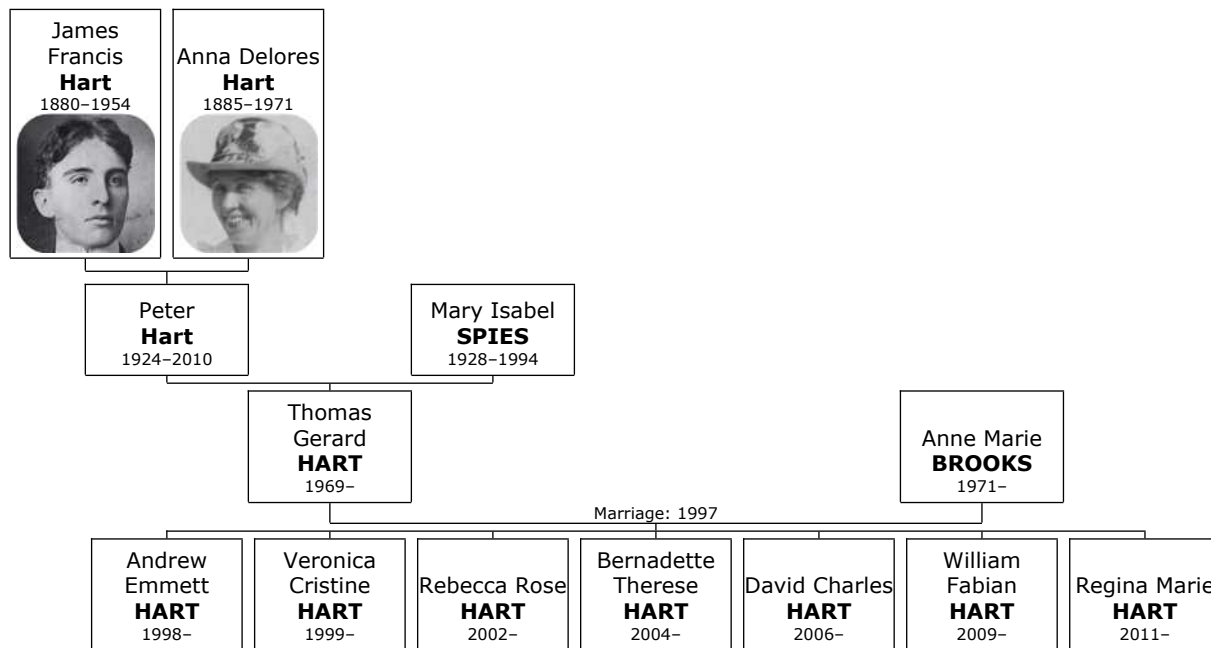 James
Francis
Hart
1880–1954
Anna Delores
Hart
1885–1971
Peter
Hart
1924–2010
Mary Isabel
SPIES
1928–1994
Thomas
Gerard
HART
1969–
Anne Marie
BROOKS
1971–
Marriage: 1997
Andrew
Emmett
HART
1998–
Veronica
Cristine
HART
1999–
Rebecca Rose
HART
2002–
Bernadette
Therese
HART
2004–
David Charles
HART
2006–
William
Fabian
HART
2009–
Regina Marie
HART
2011–